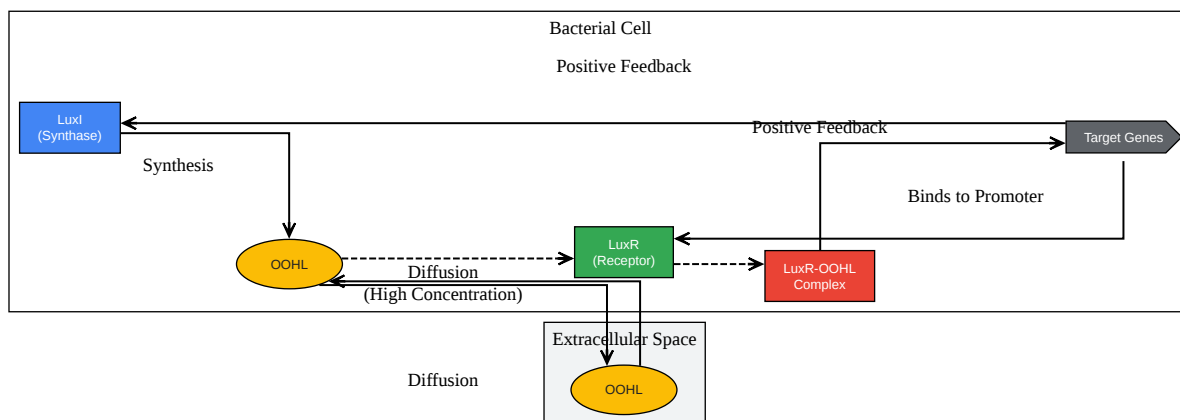 Bacterial Cell
Positive Feedback
LuxI
(Synthase)
Positive Feedback
Target Genes
Synthesis
Binds to Promoter
OOHL
LuxR
(Receptor)
LuxR-OOHL
Complex
Diffusion
(High Concentration)
Extracellular Space
Diffusion
OOHL